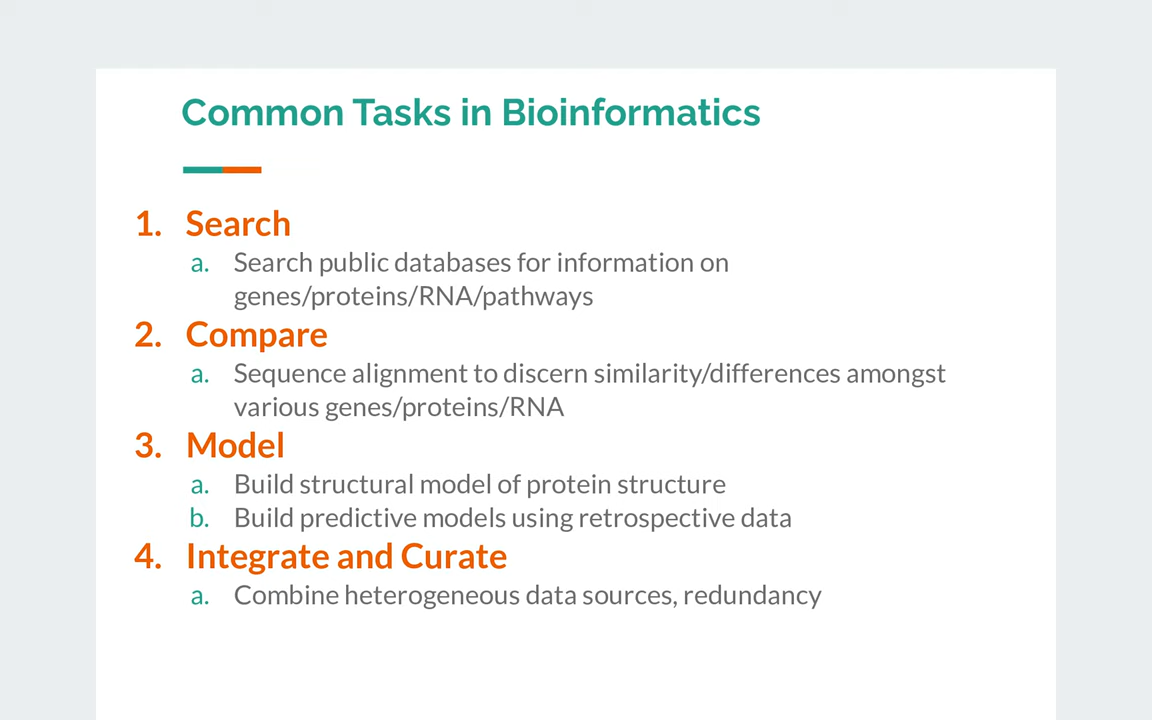 Common Tasks in Bioinformatics
1. Search
a. Search public databases for information on
genes/proteins/RNA/pathways
2. Compare
a. Sequence alignment to discern similarity/differences amongst
various genes/proteins/RNA
3. Model
a. Build structural model of protein structure
b. Build predictive models using retrospective data
4. Integrate and Curate
a. Combine heterogeneous data sources, redundancy